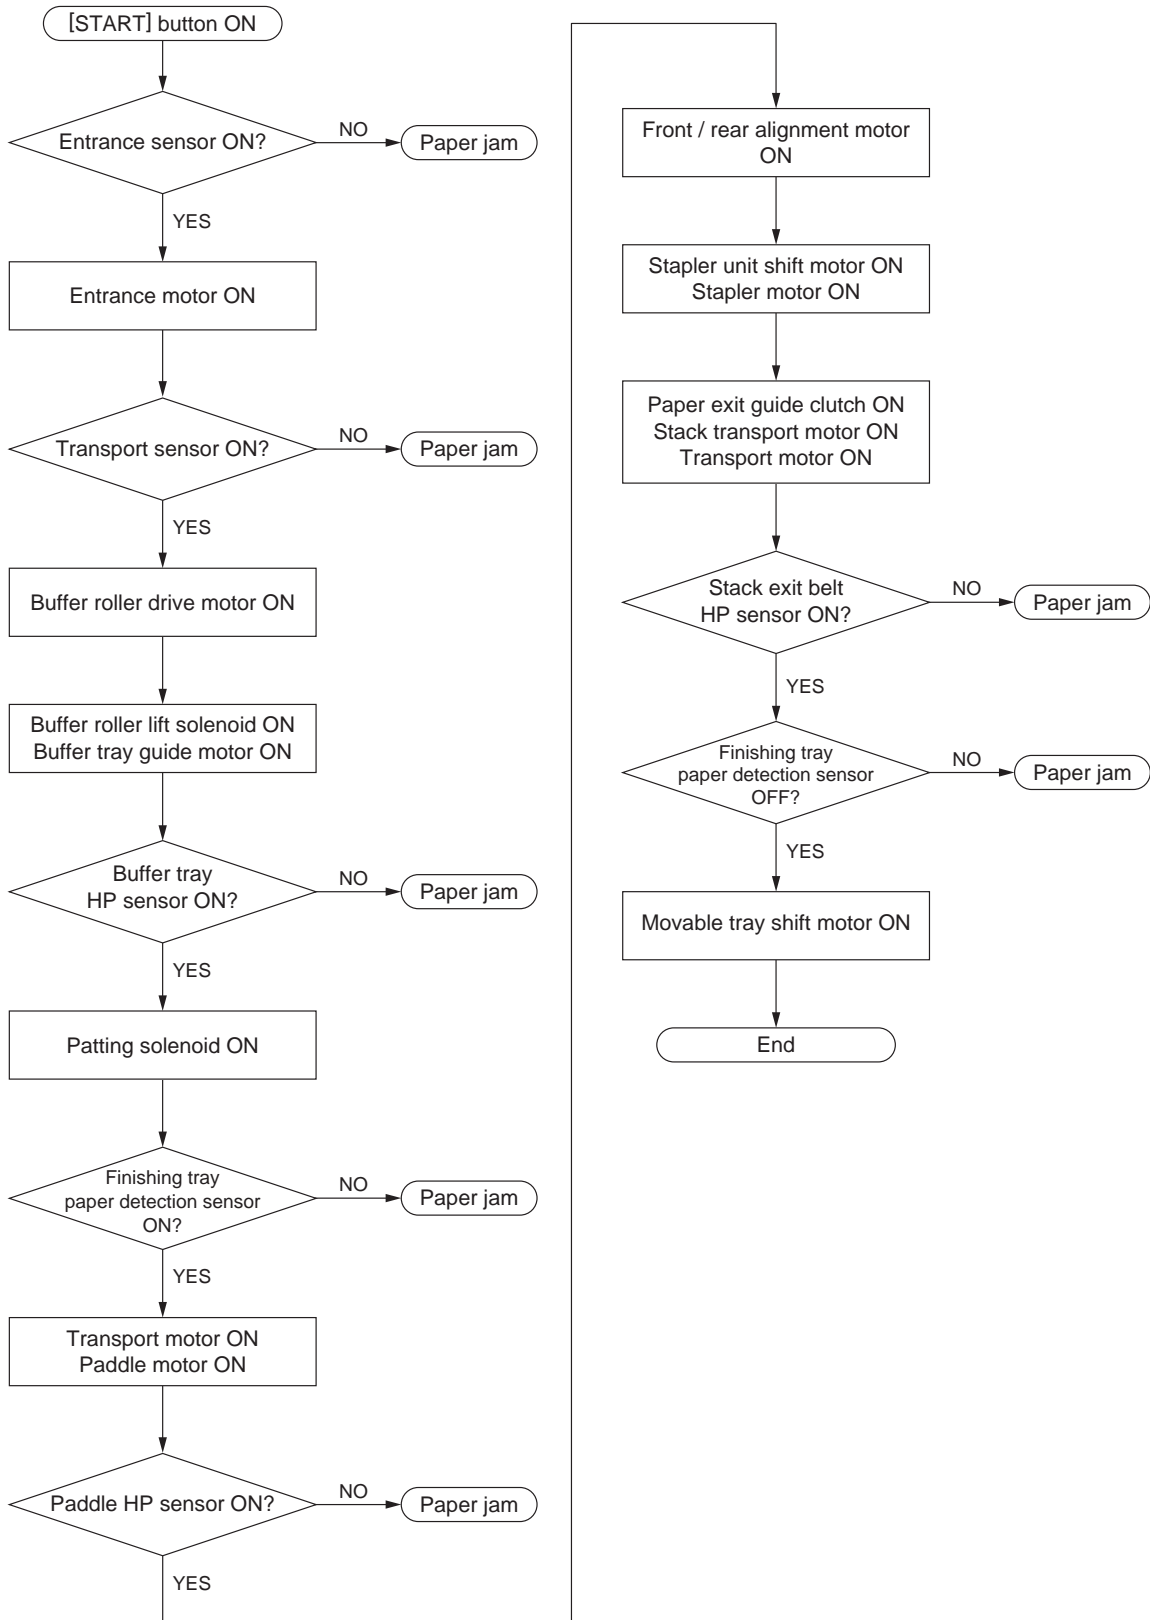 [START] button ON
Entrance sensor ON?
NO
Paper jam
YES
Entrance motor ON
Transport sensor ON?
NO
Paper jam
YES
Buffer roller drive motor ON
Buffer roller lift solenoid ON
Buffer tray guide motor ON
Buffer tray
HP sensor ON?
NO
Paper jam
YES
Patting solenoid ON
Finishing tray
paper detection sensor
ON?
NO
Paper jam
YES
Transport motor ON
Paddle motor ON
Paddle HP sensor ON?
NO
Paper jam
YES
Front / rear alignment motor
ON
Stapler unit shift motor ON
Stapler motor ON
Paper exit guide clutch ON
Stack transport motor ON
Transport motor ON
Stack exit belt
HP sensor ON?
NO
Paper jam
YES
Finishing tray
paper detection sensor
OFF?
NO
Paper jam
YES
Movable tray shift motor ON
End